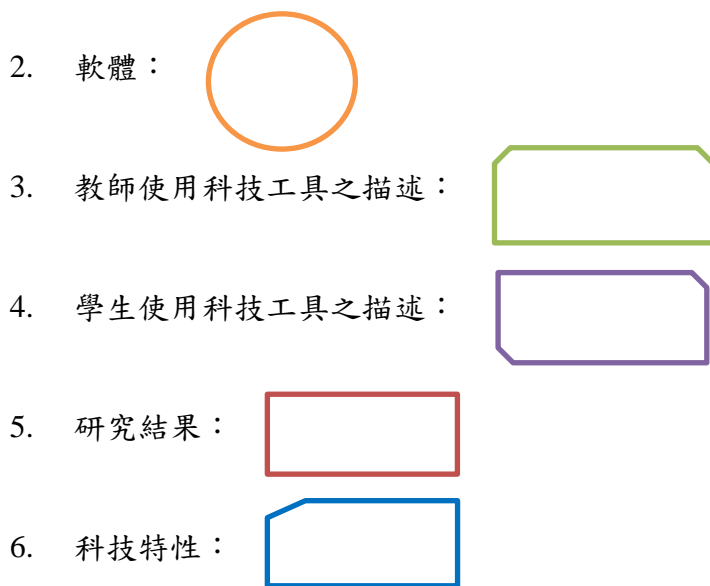 2. 軟體：
3. 教師使用科技工具之描述：
4. 學生使用科技工具之描述：
5. 研究結果：
6. 科技特性：